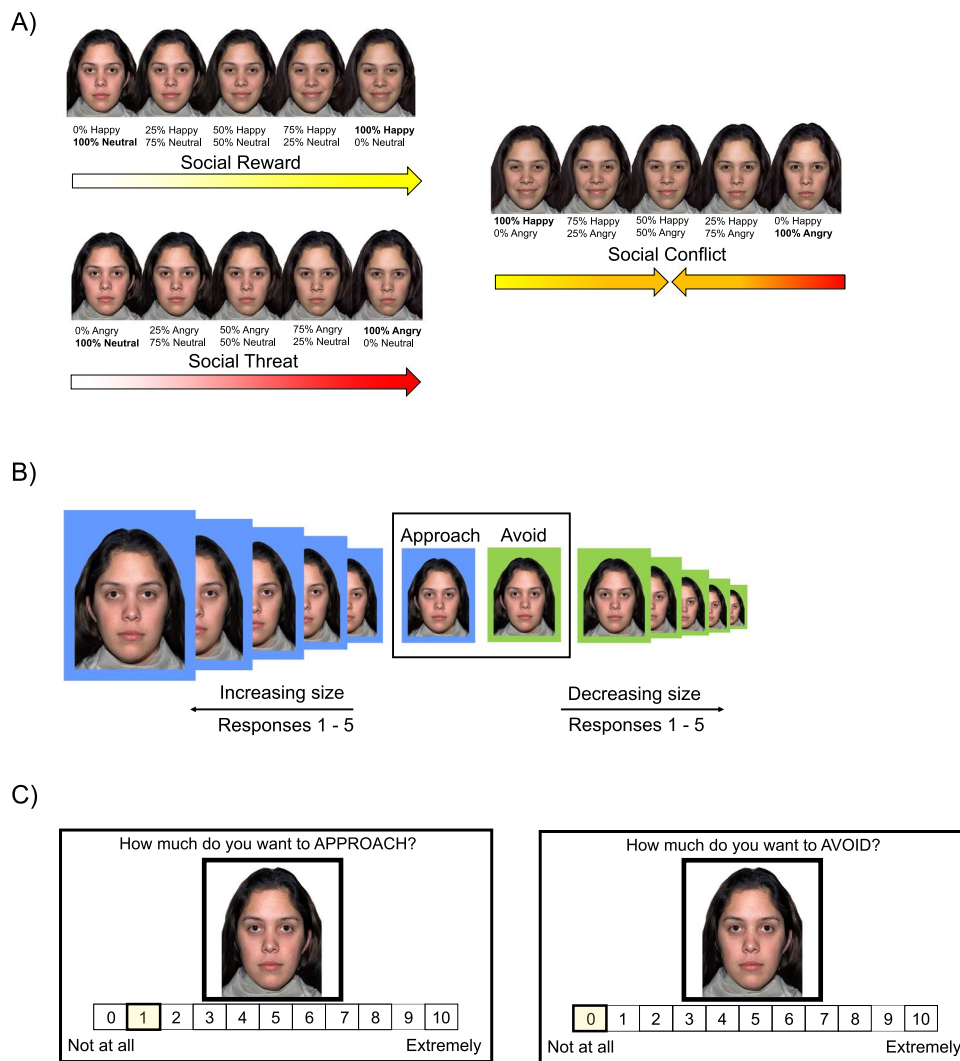 A)
0% Happy 25% Happy 50% Happy 75% Happy 100% Happy
100% Neutral 75% Neutral 50% Neutral 25% Neutral 0% Neutral
Social Reward
0% Angry 25% Angry 50% Angry 75% Angry 100% Angry
100% Neutral 75% Neutral 50% Neutral 25% Neutral 0% Neutral
Social Threat
100% Happy 75% Happy 50% Happy 25% Happy 0% Happy
0% Angry 25% Angry 50% Angry 75% Angry 100% Angry
Social Conflict
B)
Approach Avoid
Increasing size
Responses 1 - 5
Decreasing size
Responses 1 - 5
C)
How much do you want to APPROACH?
0 1 2 3 4 5 6 7 8 9 10
Not at all Extremely
How much do you want to AVOID?
0 1 2 3 4 5 6 7 8 9 10
Not at all Extremely